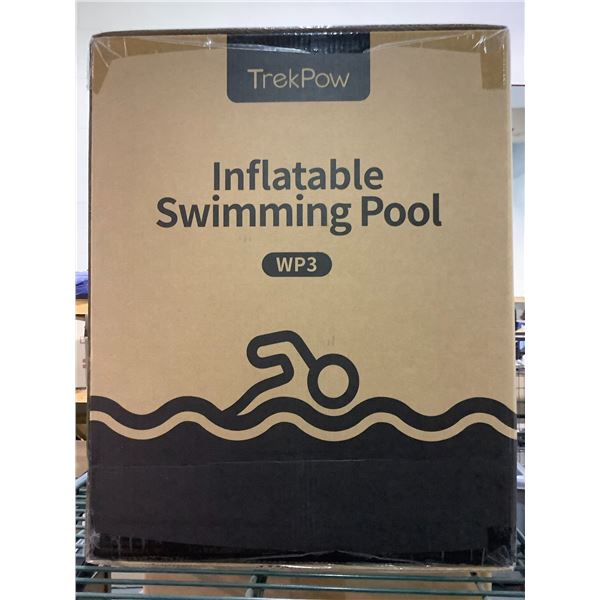 TrekPow
Inflatable
Swimming Pool
WP3